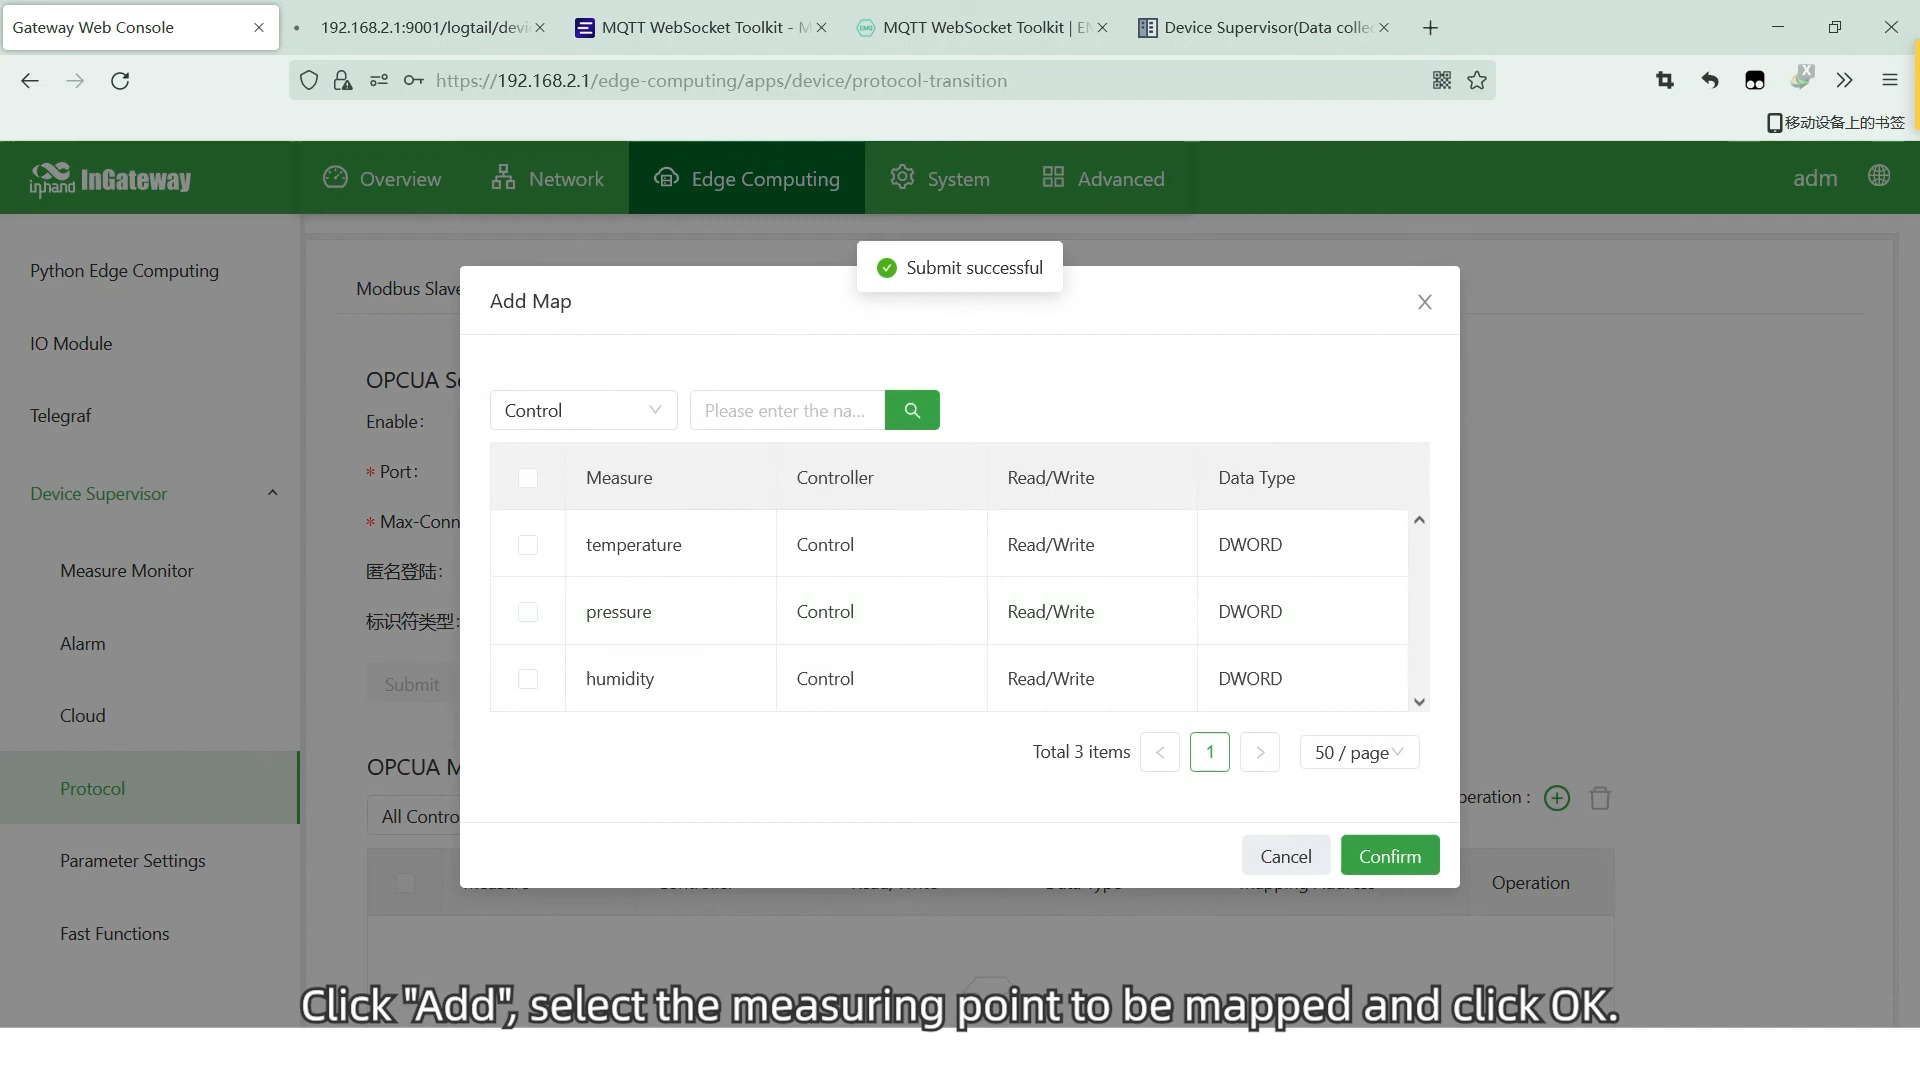 Gateway Web Console
192.168.2.1:9001/logtail/devi
MQTT WebSocket Toolkit - M
MQTT WebSocket Toolkit | EM
Device Supervisor(Data collec
https://192.168.2.1/edge-computing/apps/device/protocol-transition
移动设备上的书签
inhand InGateway
Overview
Network
Edge Computing
System
Advanced
adm
Python Edge Computing
IO Module
Telegraf
Device Supervisor
Measure Monitor
Alarm
Cloud
Protocol
Parameter Settings
Fast Functions
Modbus Slave
OPCUA Se
Enable:
* Port:
* Max-Conn
匿名登陆:
标识符类型:
Submit
OPCUA M
All Contro
Submit successful
Add Map
Control
Please enter the na...
Measure Controller Read/Write Data Type
temperature Control Read/Write DWORD
pressure Control Read/Write DWORD
humidity Control Read/Write DWORD
Total 3 items
1
50 / page
Cancel
Confirm
peration :
Operation
Click "Add", select the measuring point to be mapped and click OK.